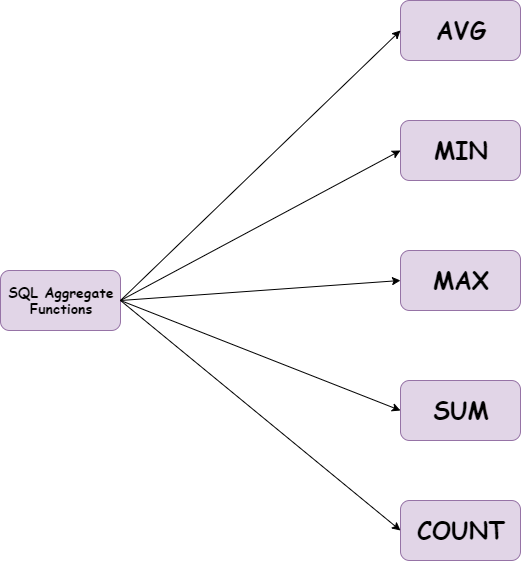 SQL Aggregate
Functions
AVG
MIN
MAX
SUM
COUNT